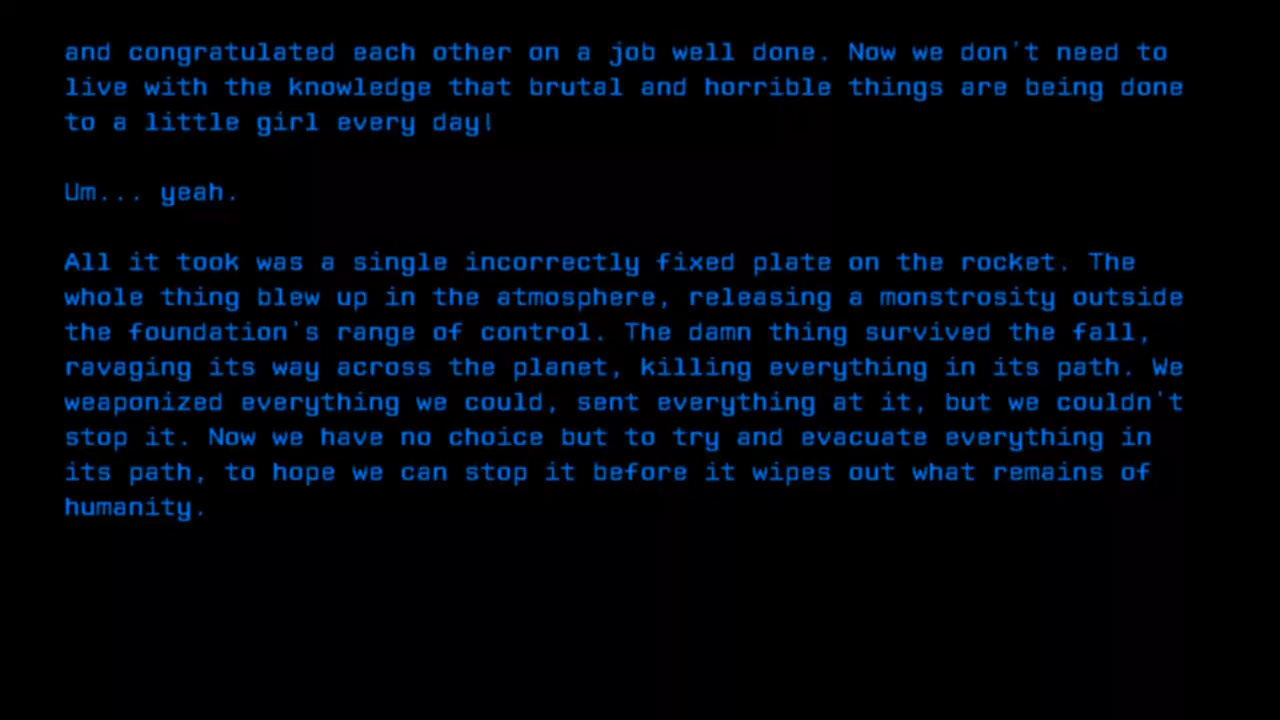 and congratulated each other on a job well done. Now we don't need to
live with the knowledge that brutal and horrible things are being done
to a little girl every day!
Um... yeah.
All it took was a single incorrectly fixed plate on the rocket. The
whole thing blew up in the atmosphere, releasing a monstrosity outside
the foundation's range of control. The damn thing survived the fall,
ravaging its way across the planet, killing everything in its path. We
weaponized everything we could, sent everything at it, but we couldn't
stop it. Now we have no choice but to try and evacuate everything in
its path, to hope we can stop it before it wipes out what remains of
humanity.